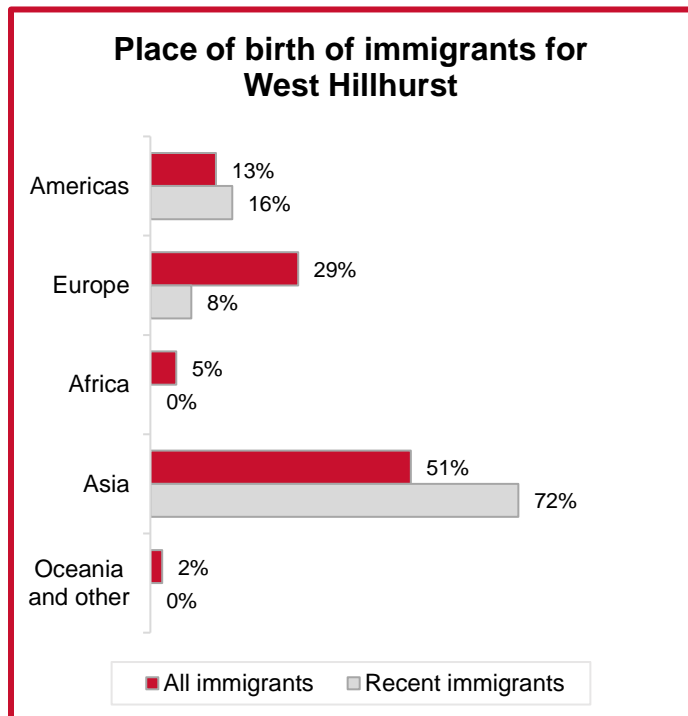 Place of birth of immigrants for
West Hillhurst
Americas
13%
16%
Europe
29%
8%
Africa
5%
0%
Asia
51%
72%
Oceania
and other
2%
0%
All immigrants
Recent immigrants